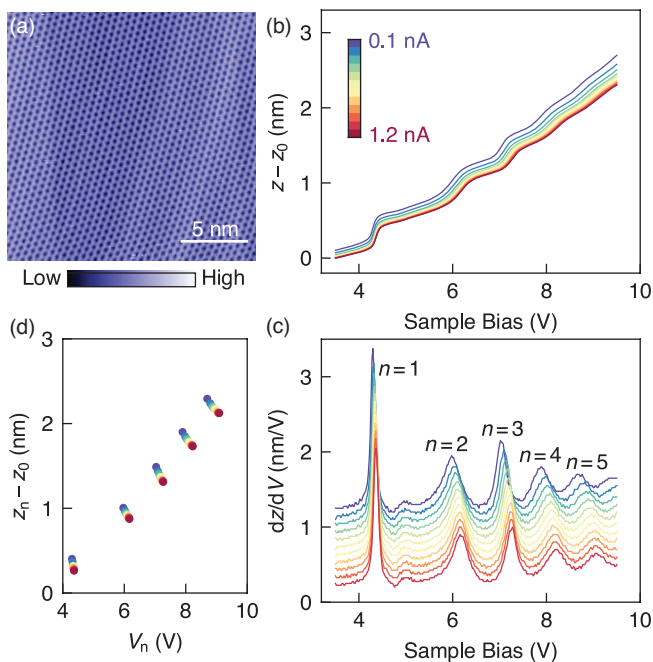 (a)
5 nm
Low
High
(b)
0.1 nA
1.2 nA
z − z₀ (nm)
3
2
1
0
4
6
8
10
Sample Bias (V)
(d)
zₙ − z₀ (nm)
3
2
1
0
4
6
8
10
Vₙ (V)
(c)
n = 1
n = 2
n = 3
n = 4
n = 5
dz/dV (nm/V)
3
2
1
0
4
6
8
10
Sample Bias (V)